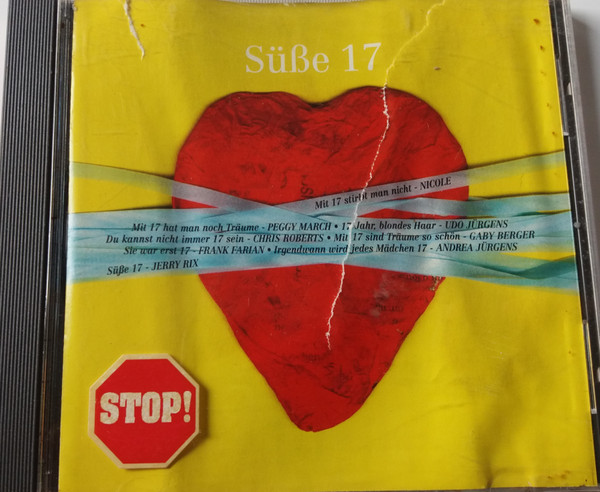 Süße 17
Mit 17 stirbt man nicht - NICOLE
Mit 17 hat man noch Träume - PEGGY MARCH • 17 Jahr, blondes Haar - UDO JÜRGENS
Du kannst nicht immer 17 sein - CHRIS ROBERTS • Mit 17 sind Träume so schön - GABY BERGER
Sie war erst 17 - FRANK FARIAN • Irgendwann wird jedes Mädchen 17 - ANDREA JÜRGENS
Süße 17 - JERRY RIX
STOP!